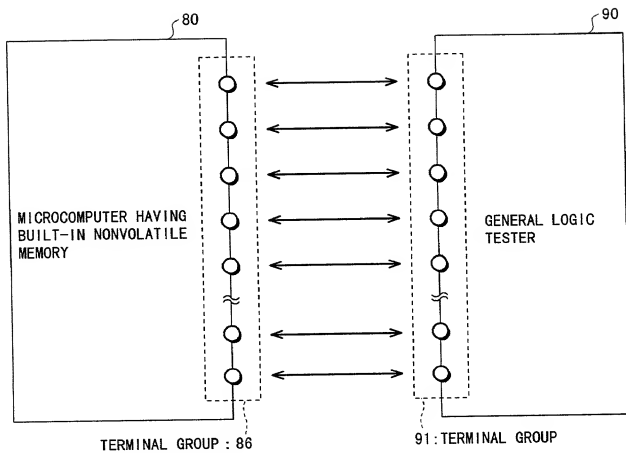 80
90
MICROCOMPUTER HAVING
BUILT-IN NONVOLATILE
MEMORY
GENERAL LOGIC
TESTER
TERMINAL GROUP : 86
91 : TERMINAL GROUP